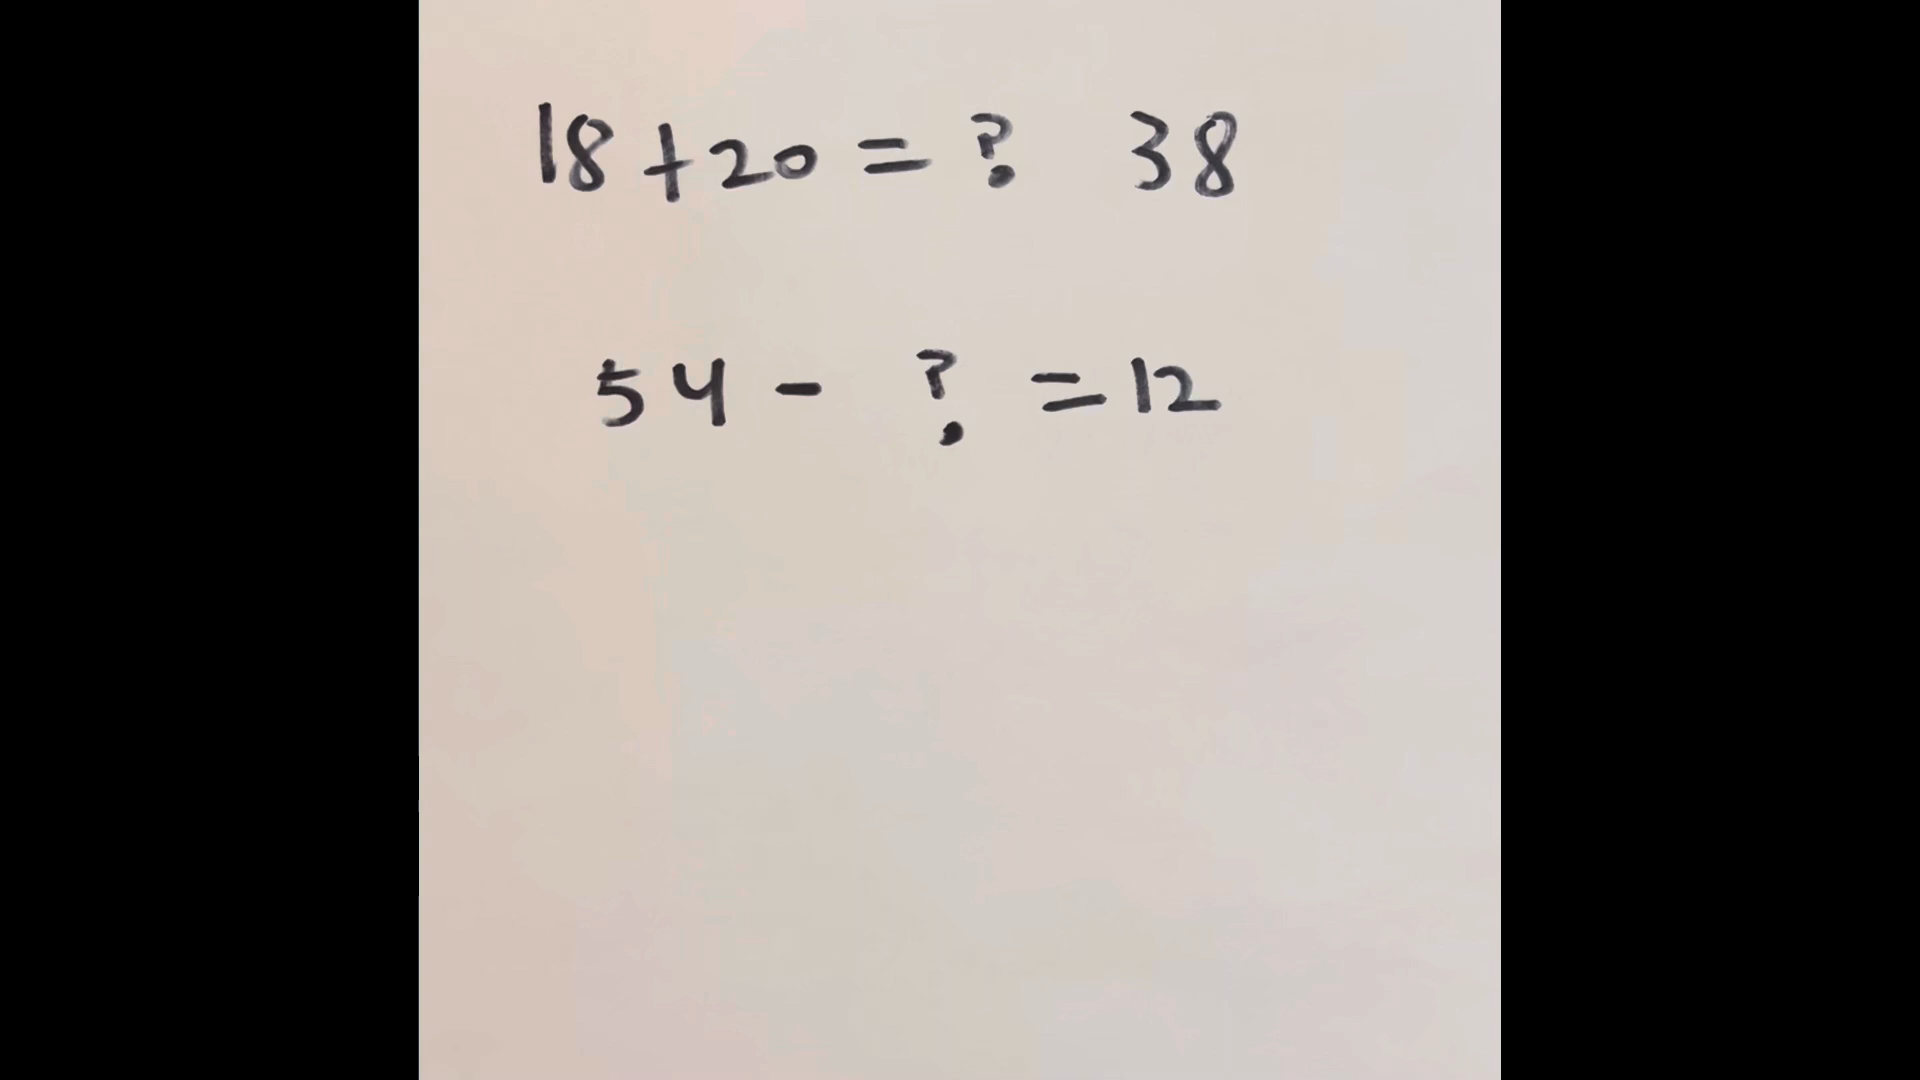 18 + 20 = ? 38
54 - ? = 12